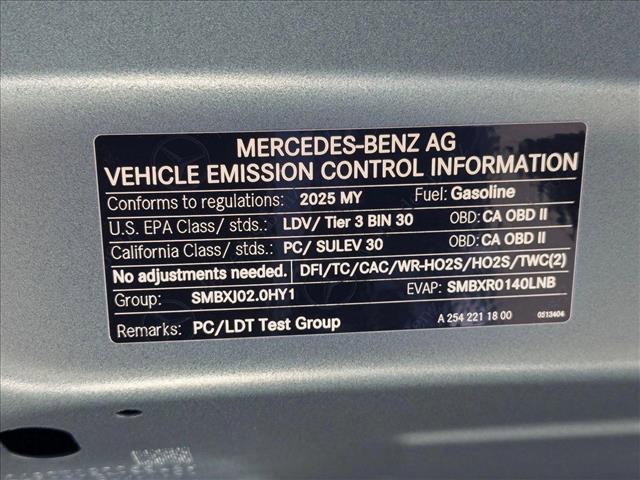 MERCEDES-BENZ AG
VEHICLE EMISSION CONTROL INFORMATION
Conforms to regulations: 2025 MY Fuel: Gasoline
U.S. EPA Class/ stds.: LDV/ Tier 3 BIN 30 OBD: CA OBD II
California Class/ stds.: PC/ SULEV 30 OBD: CA OBD II
No adjustments needed. DFI/TC/CAC/WR-HO2S/HO2S/TWC(2)
Group: SMBXJ02.0HY1 EVAP: SMBXR0140LNB
Remarks: PC/LDT Test Group A 254 221 18 00 0513404